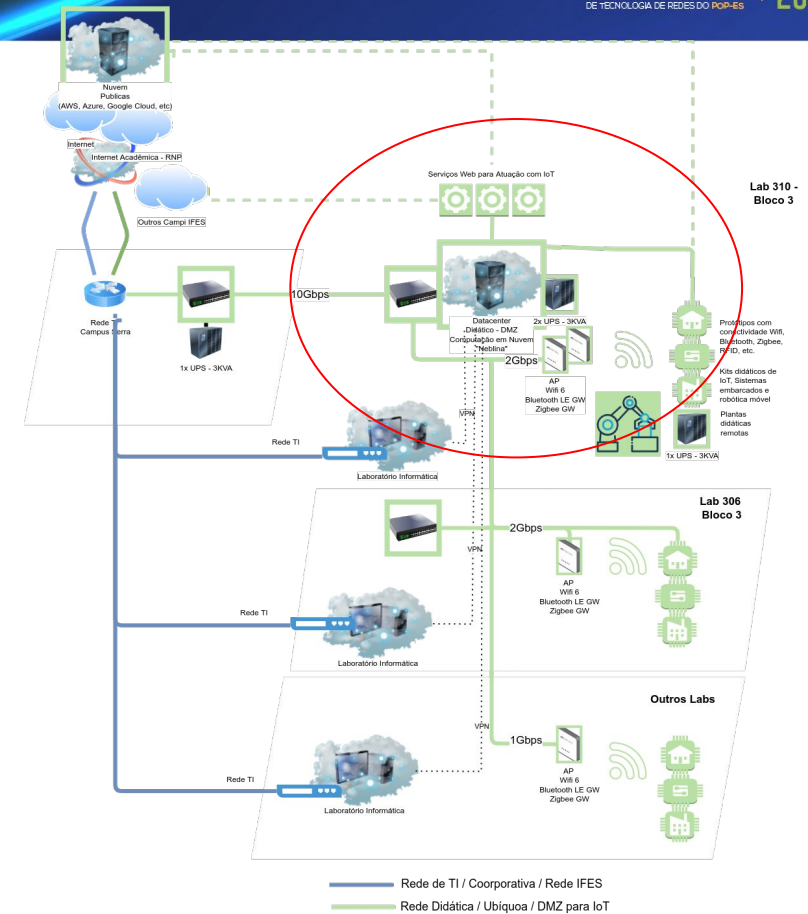 DE TECNOLOGIA DE REDES DO POP-ES
Nuvem
Publicas
(AWS, Azure, Google Cloud, etc)
Internet
Internet Acadêmica - RNP
Outros Campi IFES
Serviços Web para Atuação com IoT
Lab 310 -
Bloco 3
10Gbps
Rede
Campus Serra
1x UPS - 3KVA
Datacenter
Didático - DMZ
Computação em Nuvem
"Neblina"
2x UPS - 3KVA
2Gbps
AP
Wifi 6
Bluetooth LE GW
Zigbee GW
Protótipos com
conectividade Wifi,
Bluetooth, Zigbee,
RFID, etc.
Kits didáticos de
IoT, Sistemas
embarcados e
robótica móvel
Plantas
didáticas
remotas
1x UPS - 3KVA
VPN
Rede TI
Laboratório Informática
Lab 306
Bloco 3
2Gbps
VPN
AP
Wifi 6
Bluetooth LE GW
Zigbee GW
Rede TI
Laboratório Informática
Outros Labs
VPN
1Gbps
AP
Wifi 6
Bluetooth LE GW
Zigbee GW
Rede TI
Laboratório Informática
Rede de TI / Coorporativa / Rede IFES
Rede Didática / Ubíquoa / DMZ para IoT